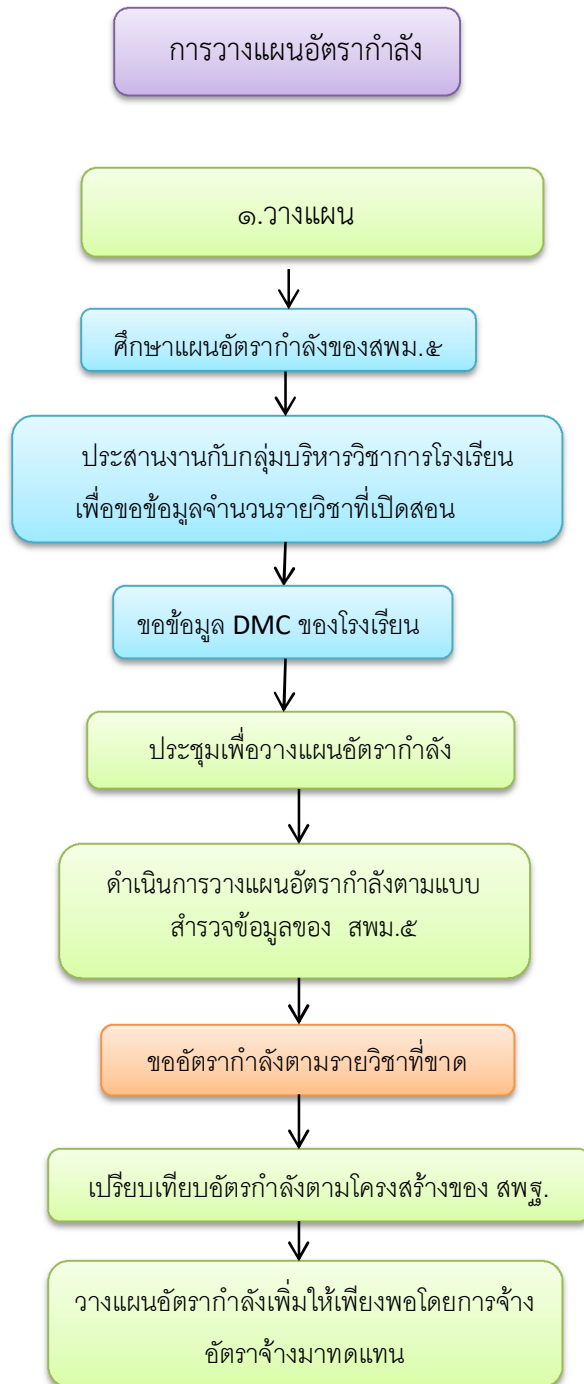 การวางแผนอัตรากำลัง
๑.วางแผน
ศึกษาแผนอัตรากำลังของสพม.๕
ประสานงานกับกลุ่มบริหารวิชาการโรงเรียน
เพื่อขอข้อมูลจำนวนรายวิชาที่เปิดสอน
ขอข้อมูล DMC ของโรงเรียน
ประชุมเพื่อวางแผนอัตรากำลัง
ดำเนินการวางแผนอัตรากำลังตามแบบ
สำรวจข้อมูลของ สพม.๕
ขออัตรากำลังตามรายวิชาที่ขาด
เปรียบเทียบอัตรกำลังตามโครงสร้างของ สพฐ.
วางแผนอัตรากำลังเพิ่มให้เพียงพอโดยการจ้าง
อัตราจ้างมาทดแทน